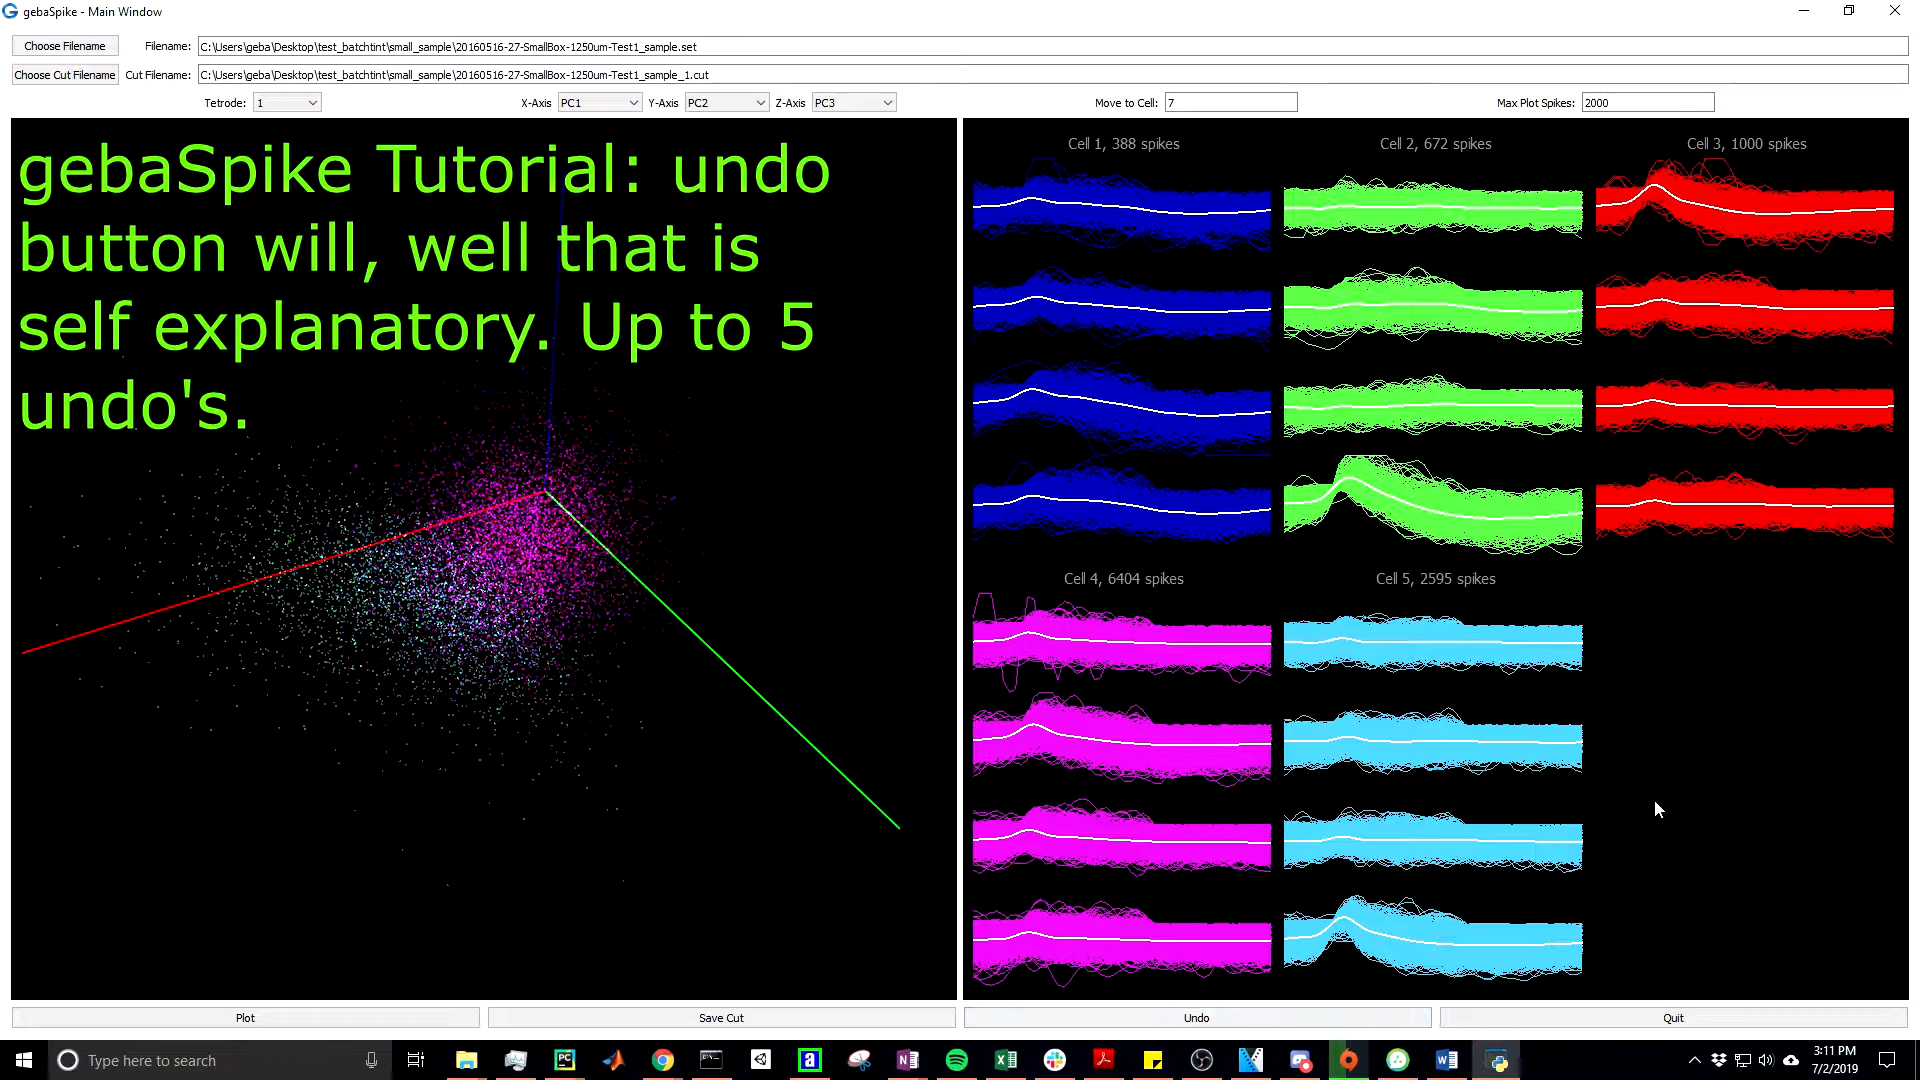 gebaSpike - Main Window
Choose Filename Filename: C:\Users\geba\Desktop\test_batchtint\small_sample\20160516-27-SmallBox-1250um-Test1_sample.set
Choose Cut Filename Cut Filename: C:\Users\geba\Desktop\test_batchtint\small_sample\20160516-27-SmallBox-1250um-Test1_sample_1.cut
Tetrode: 1 X-Axis PC1 Y-Axis PC2 Z-Axis PC3 Move to Cell: 7 Max Plot Spikes: 2000
gebaSpike Tutorial: undo
button will, well that is
self explanatory. Up to 5
undo's.
Cell 1, 388 spikes Cell 2, 672 spikes Cell 3, 1000 spikes
Cell 4, 6404 spikes Cell 5, 2595 spikes
Plot Save Cut Undo Quit
Type here to search
3:11 PM
7/2/2019